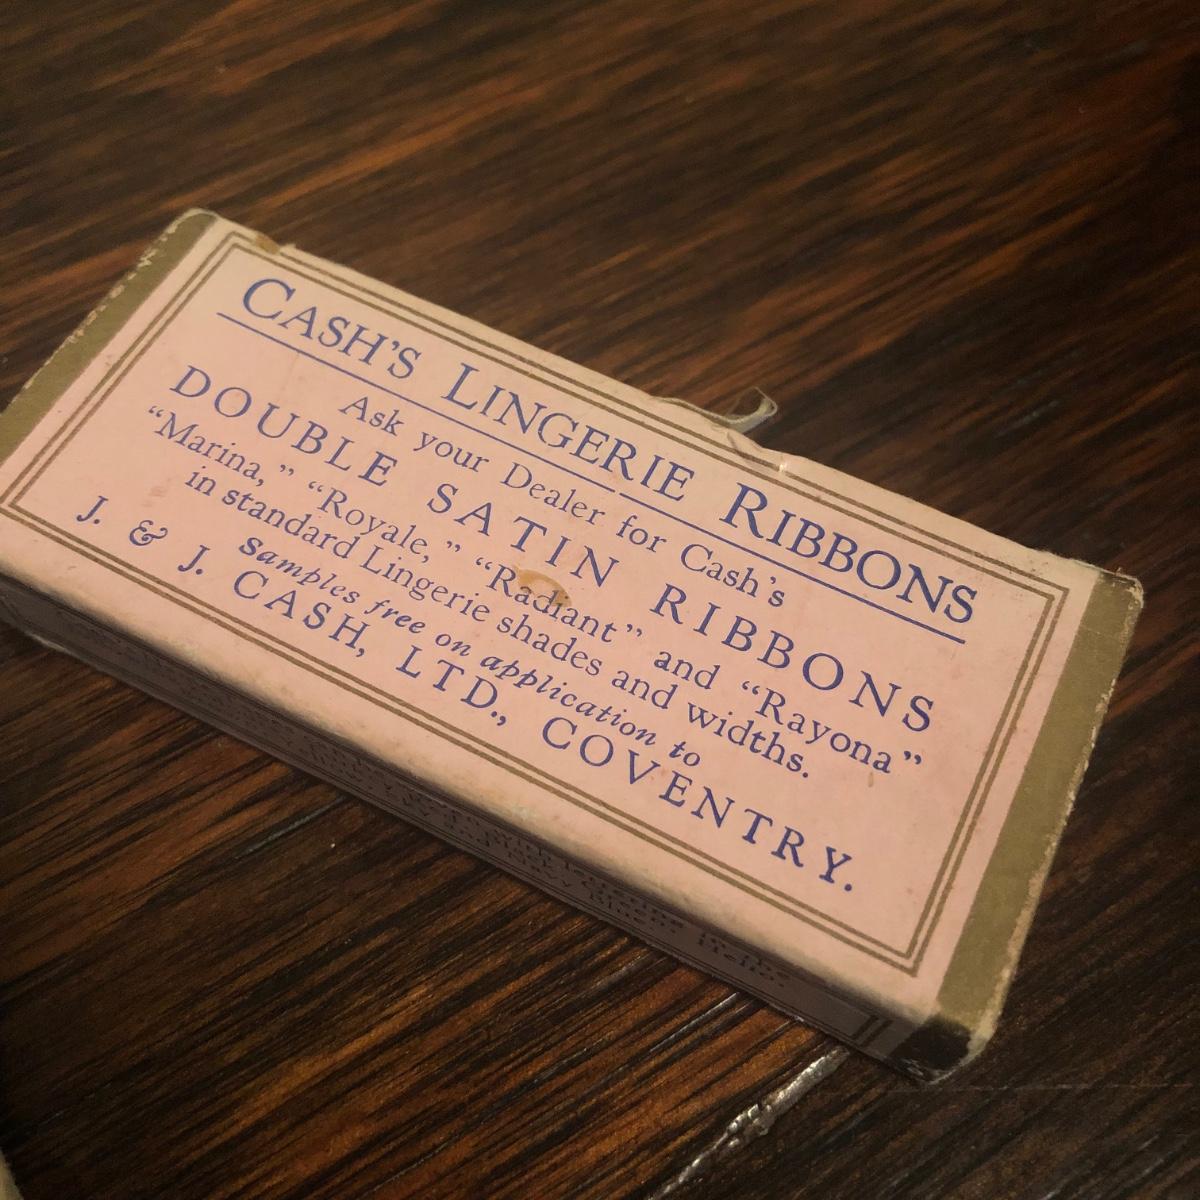 CASH'S LINGERIE RIBBONS
Ask your Dealer for Cash's
DOUBLE SATIN RIBBONS
“Marina,” “Royale,” “Radiant” and “Rayona”
in standard Lingerie shades and widths.
Samples free on application to
J. & J. CASH, LTD., COVENTRY.